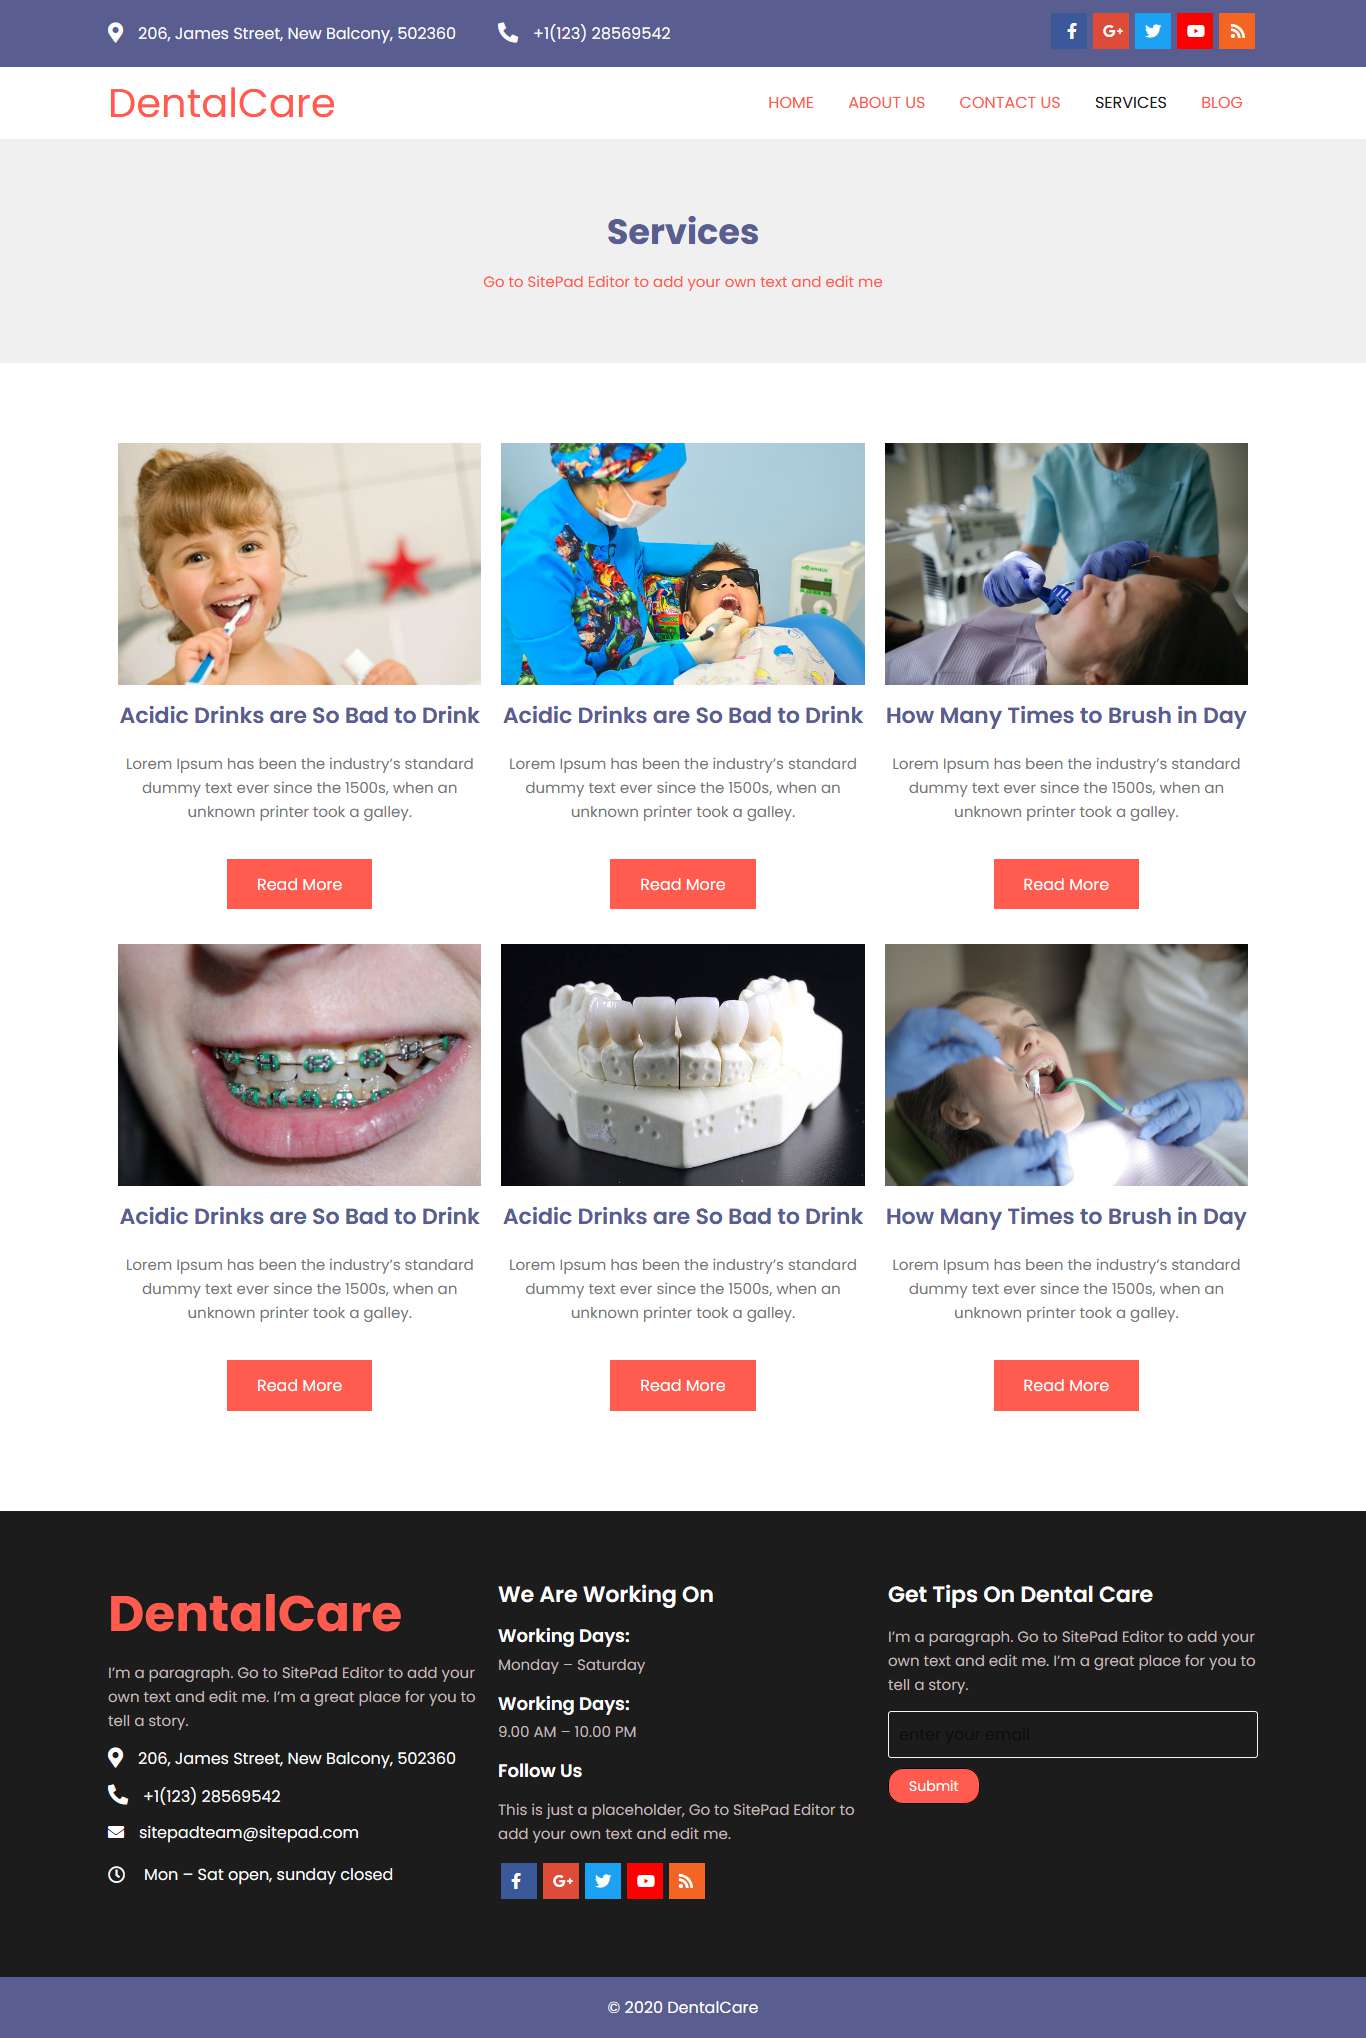 206, James Street, New Balcony, 502360
+1(123) 28569542
DentalCare
HOME ABOUT US CONTACT US SERVICES BLOG
Services
Go to SitePad Editor to add your own text and edit me
Acidic Drinks are So Bad to Drink
Lorem Ipsum has been the industry’s standard
dummy text ever since the 1500s, when an
unknown printer took a galley.
Read More
Acidic Drinks are So Bad to Drink
Lorem Ipsum has been the industry’s standard
dummy text ever since the 1500s, when an
unknown printer took a galley.
Read More
How Many Times to Brush in Day
Lorem Ipsum has been the industry’s standard
dummy text ever since the 1500s, when an
unknown printer took a galley.
Read More
Acidic Drinks are So Bad to Drink
Lorem Ipsum has been the industry’s standard
dummy text ever since the 1500s, when an
unknown printer took a galley.
Read More
Acidic Drinks are So Bad to Drink
Lorem Ipsum has been the industry’s standard
dummy text ever since the 1500s, when an
unknown printer took a galley.
Read More
How Many Times to Brush in Day
Lorem Ipsum has been the industry’s standard
dummy text ever since the 1500s, when an
unknown printer took a galley.
Read More
DentalCare
I’m a paragraph. Go to SitePad Editor to add your
own text and edit me. I’m a great place for you to
tell a story.
206, James Street, New Balcony, 502360
+1(123) 28569542
sitepadteam@sitepad.com
Mon – Sat open, sunday closed
We Are Working On
Working Days:
Monday – Saturday
Working Days:
9.00 AM – 10.00 PM
Follow Us
This is just a placeholder, Go to SitePad Editor to
add your own text and edit me.
Get Tips On Dental Care
I’m a paragraph. Go to SitePad Editor to add your
own text and edit me. I’m a great place for you to
tell a story.
enter your email
Submit
© 2020 DentalCare